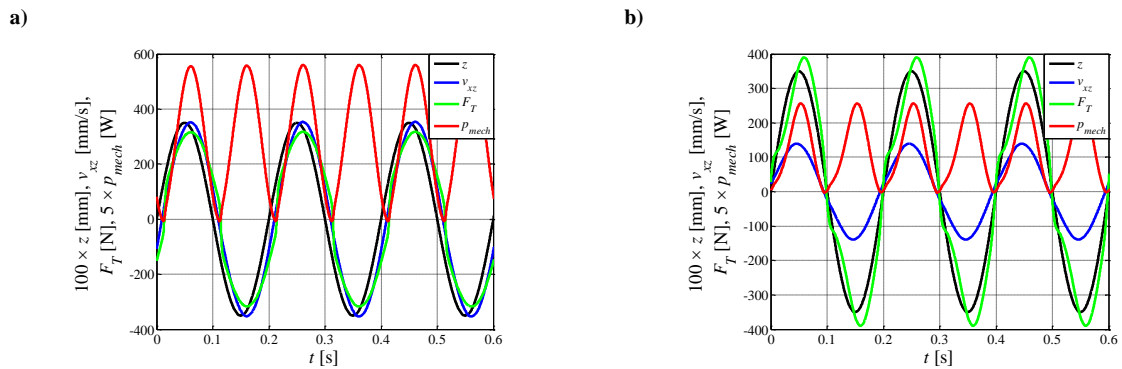 a)
100 × z [mm], v_xz [mm/s],
F_T [N], 5 × p_mech [W]
600
400
200
0
-200
-400
0 0.1 0.2 0.3 0.4 0.5 0.6
t [s]
z
v_xz
F_T
p_mech
b)
100 × z [mm], v_xz [mm/s],
F_T [N], 5 × p_mech [W]
400
300
200
100
0
-100
-200
-300
-400
0 0.1 0.2 0.3 0.4 0.5 0.6
t [s]
z
v_xz
F_T
p_mech